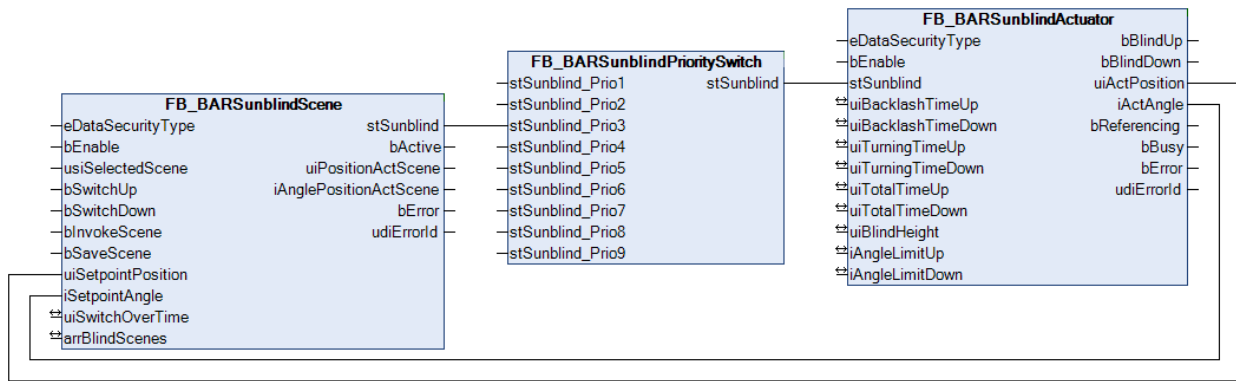 FB_BARSunblindScene
eDataSecurityType stSunblind
bEnable bActive
usiSelectedScene uiPositionActScene
bSwitchUp iAnglePositionActScene
bSwitchDown bError
bInvokeScene udiErrorId
bSaveScene
uiSetpointPosition
iSetpointAngle
uiSwitchOverTime
arrBlindScenes
FB_BARSunblindPrioritySwitch
stSunblind_Prio1 stSunblind
stSunblind_Prio2
stSunblind_Prio3
stSunblind_Prio4
stSunblind_Prio5
stSunblind_Prio6
stSunblind_Prio7
stSunblind_Prio8
stSunblind_Prio9
FB_BARSunblindActuator
eDataSecurityType bBlindUp
bEnable bBlindDown
stSunblind uiActPosition
uiBacklashTimeUp iActAngle
uiBacklashTimeDown bReferencing
uiTurningTimeUp bBusy
uiTurningTimeDown bError
uiTotalTimeUp udiErrorId
uiTotalTimeDown
uiBlindHeight
iAngleLimitUp
iAngleLimitDown